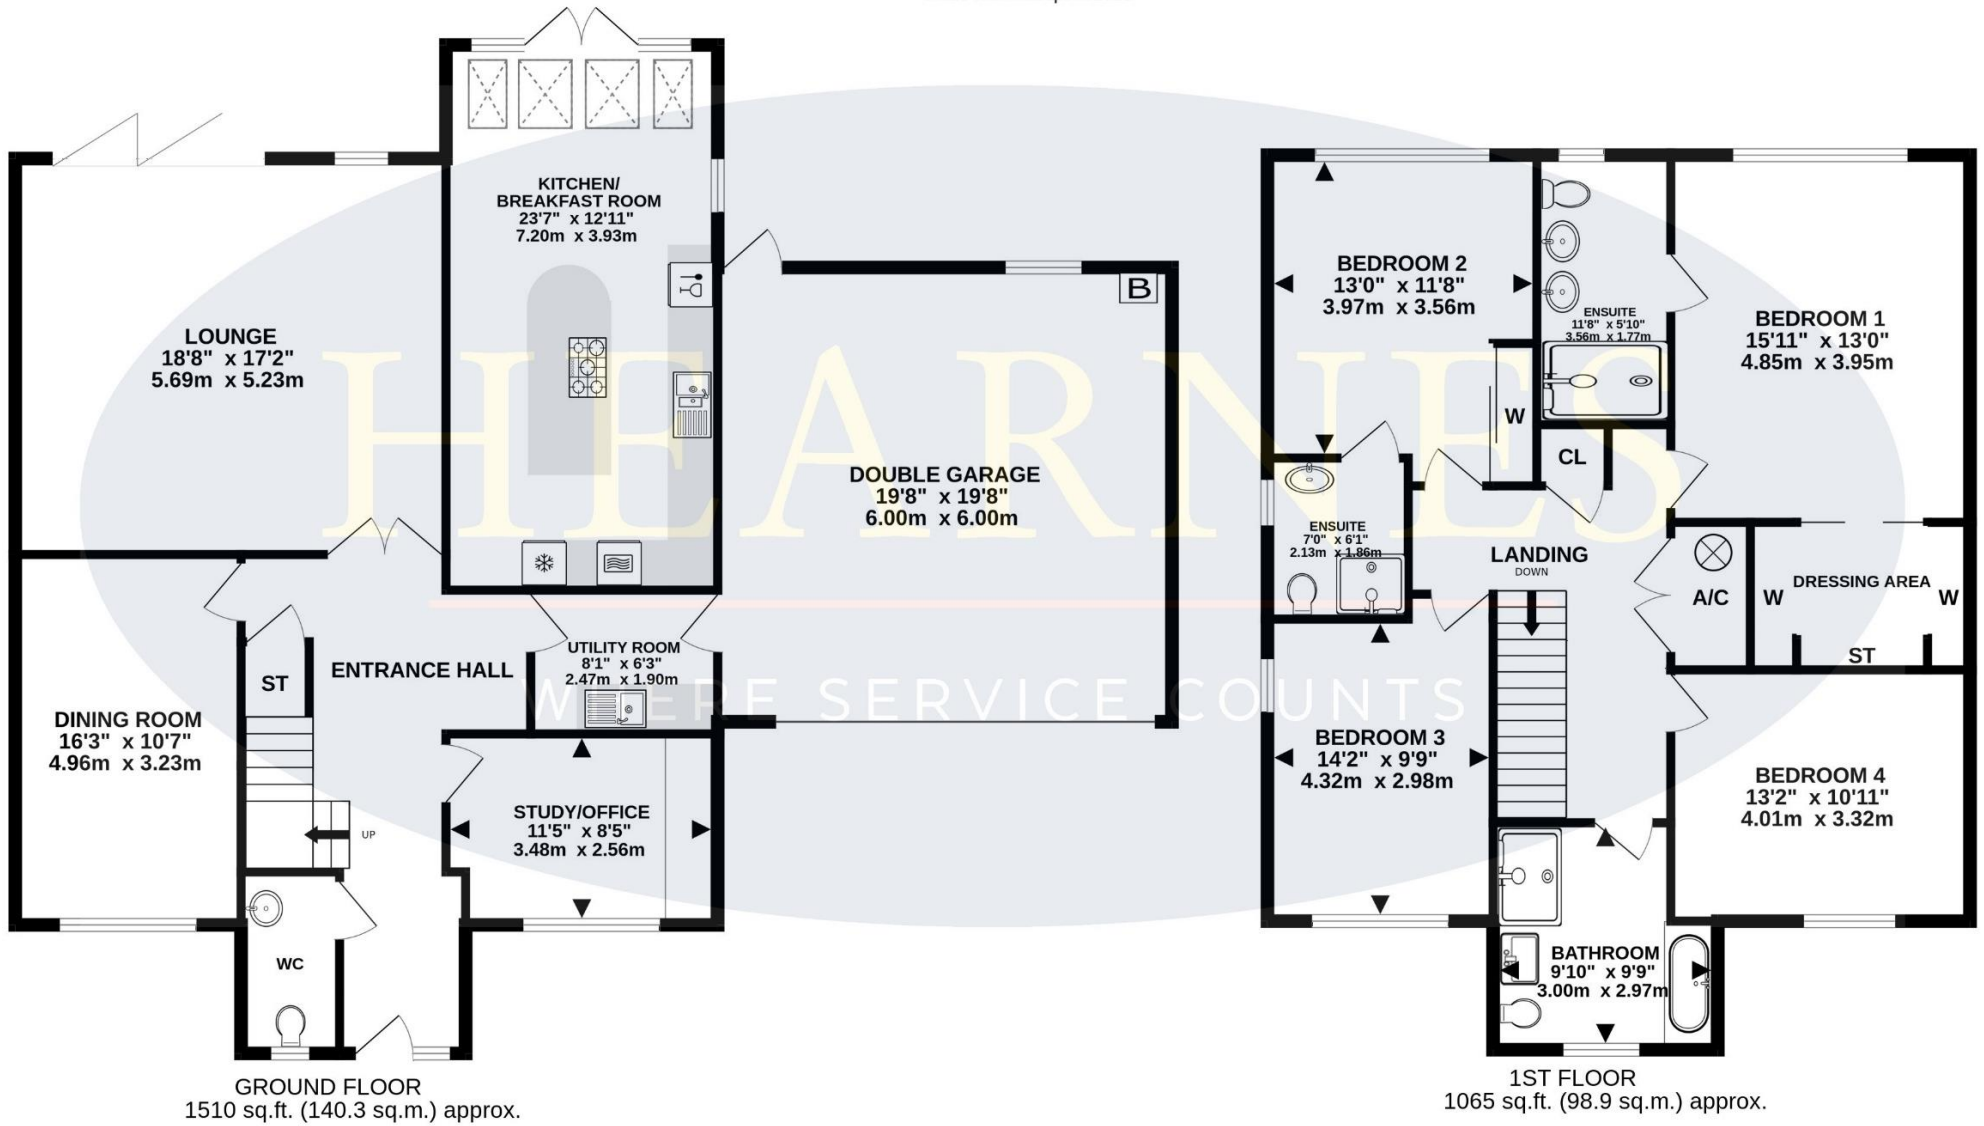 KITCHEN/
BREAKFAST ROOM
23'7" x 12'11"
7.20m x 3.93m
LOUNGE
18'8" x 17'2"
5.69m x 5.23m
B
DOUBLE GARAGE
19'8" x 19'8"
6.00m x 6.00m
ENTRANCE HALL
ST
UTILITY ROOM
8'1" x 6'3"
2.47m x 1.90m
DINING ROOM
16'3" x 10'7"
4.96m x 3.23m
UP
STUDY/OFFICE
11'5" x 8'5"
3.48m x 2.56m
WC
GROUND FLOOR
1510 sq.ft. (140.3 sq.m.) approx.
BEDROOM 2
13'0" x 11'8"
3.97m x 3.56m
W
ENSUITE
11'8" x 5'10"
3.56m x 1.77m
BEDROOM 1
15'11" x 13'0"
4.85m x 3.95m
CL
ENSUITE
7'0" x 6'1"
2.13m x 1.86m
LANDING
DOWN
A/C
W
DRESSING AREA
W
ST
BEDROOM 3
14'2" x 9'9"
4.32m x 2.98m
BEDROOM 4
13'2" x 10'11"
4.01m x 3.32m
BATHROOM
9'10" x 9'9"
3.00m x 2.97m
1ST FLOOR
1065 sq.ft. (98.9 sq.m.) approx.
HEARNES
WHERE SERVICE COUNTS